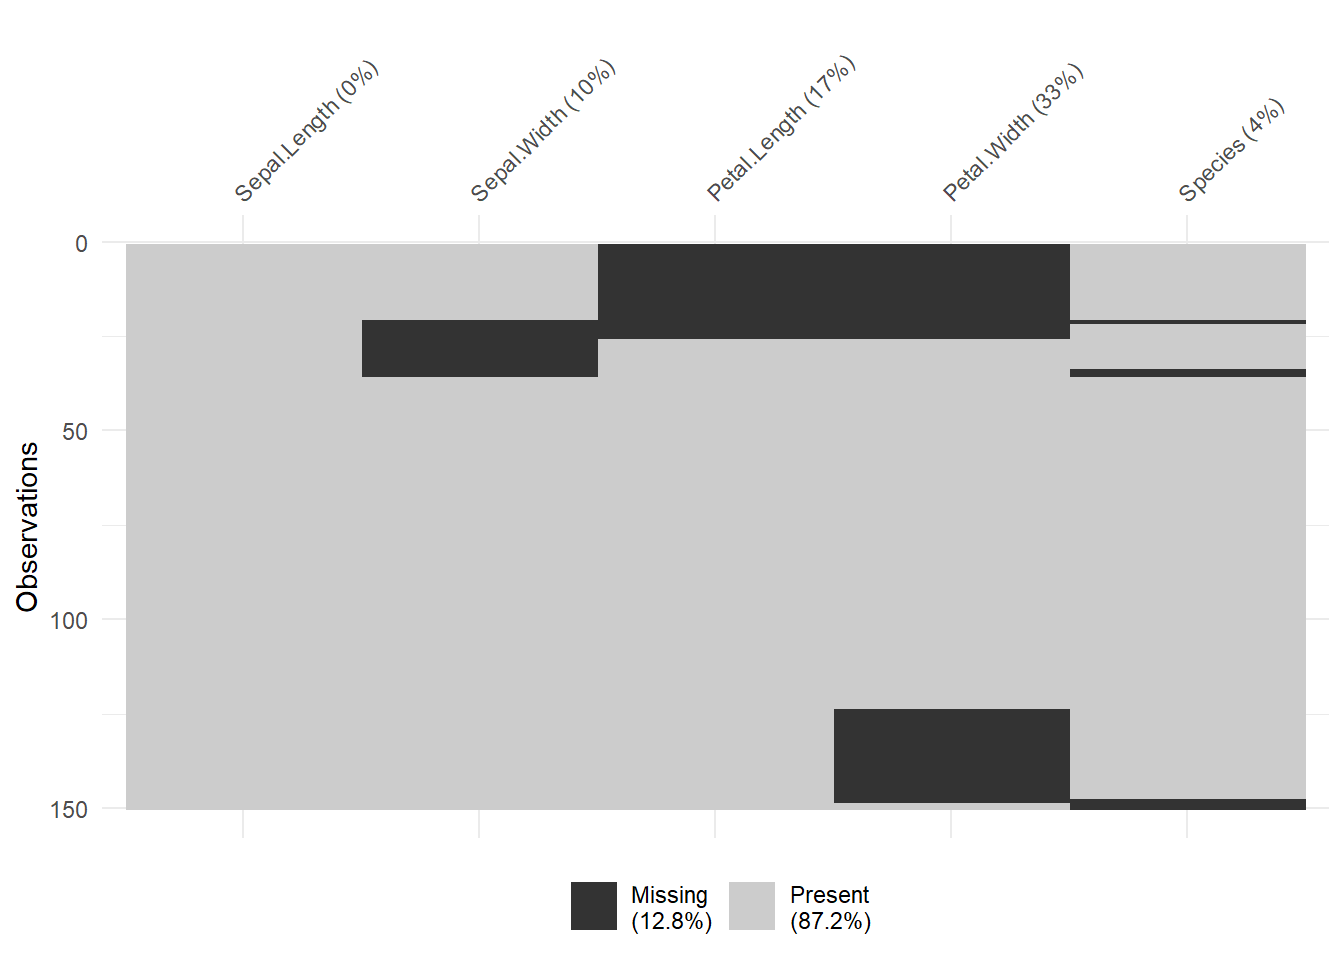 Sepal.Length (0%)
Sepal.Width (10%)
Petal.Length (17%)
Petal.Width (33%)
Species (4%)
0
50
100
150
Observations
Missing
(12.8%)
Present
(87.2%)